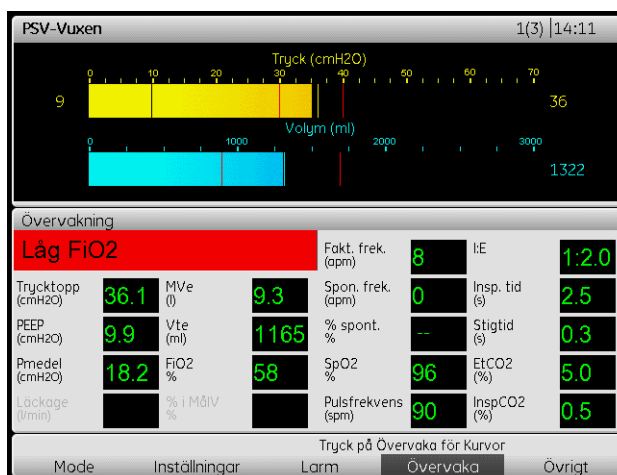 PSV-Vuxen 1(3) |14:11
Tryck (cmH2O)
0 10 20 30 40 50 60 70
9 36
Volym (ml)
0 1000 2000 3000
1322
Övervakning
Låg FiO2
Fakt. frek. (apm) 8 I:E 1:2.0
Trycktopp (cmH2O) 36.1 MVe (l) 9.3 Spon. frek. (apm) 0 Insp. tid (s) 2.5
PEEP (cmH2O) 9.9 Vte (ml) 1165 % spont. % -- Stigtid (s) 0.3
Pmedel (cmH2O) 18.2 FiO2 % 58 SpO2 % 96 EtCO2 (%) 5.0
Läckage (l/min) % i MålV % Pulsfrekvens (spm) 90 InspCO2 (%) 0.5
Tryck på Övervaka för Kurvor
Mode Inställningar Larm Övervaka Övrigt